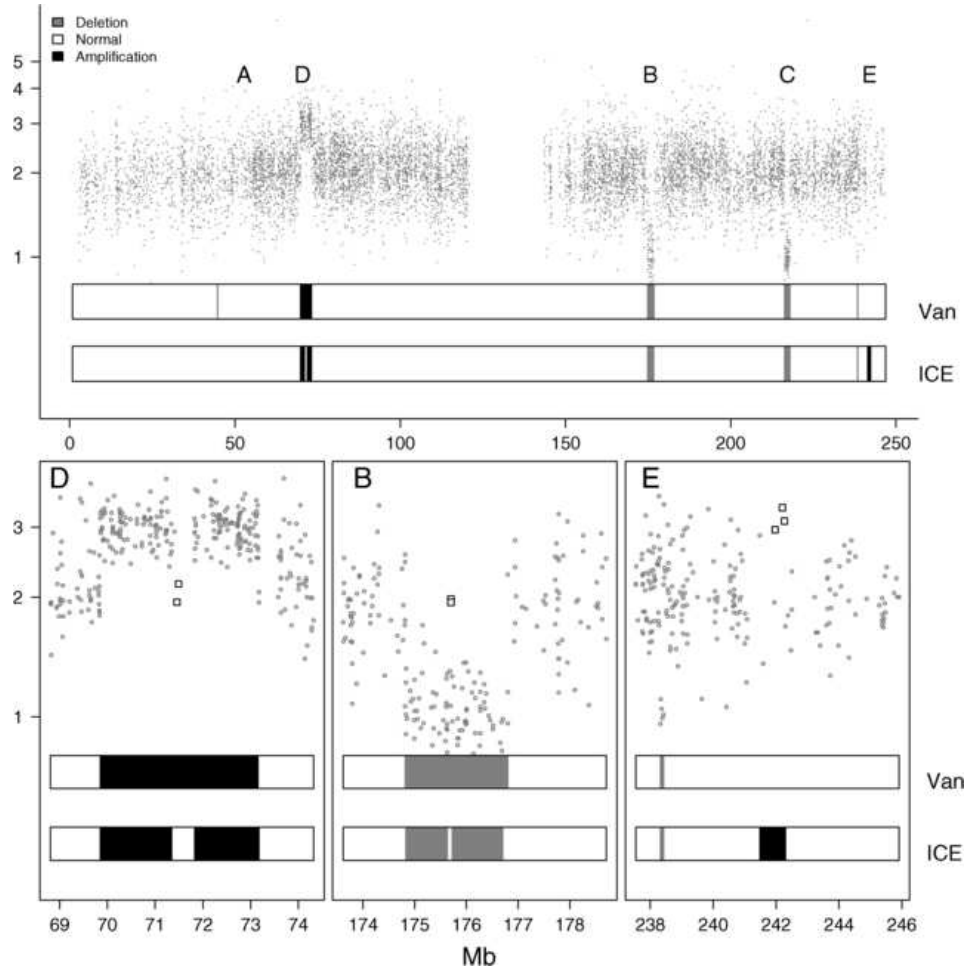 Deletion
Normal
Amplification
5
4
3
2
1
A D B C E
Van
ICE
0 50 100 150 200 250
D B E
3
2
1
Van
ICE
69 70 71 72 73 74 174 175 176 177 178 238 240 242 244 246
Mb